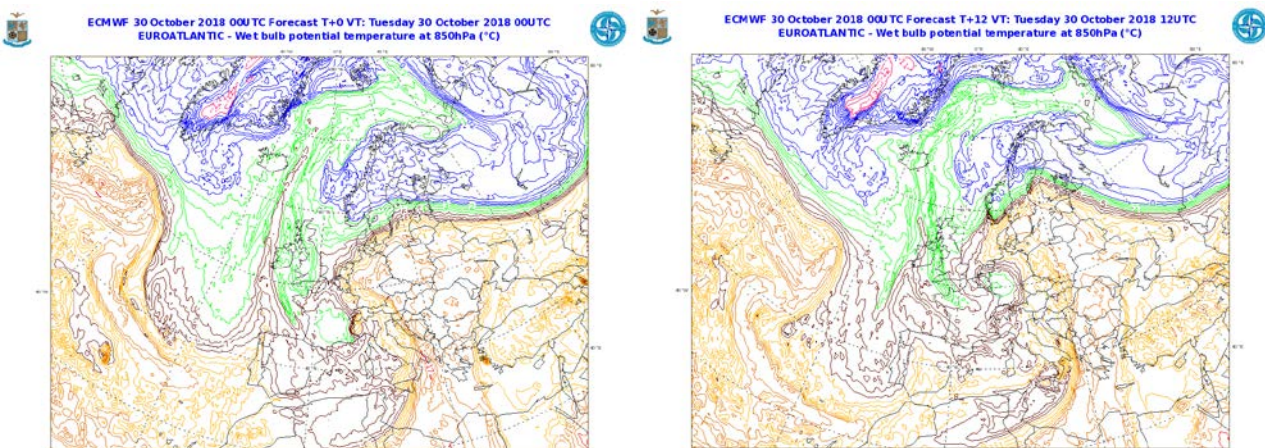 ECMWF 30 October 2018 00UTC Forecast T+0 VT: Tuesday 30 October 2018 00UTC
EUROATLANTIC - Wet bulb potential temperature at 850hPa (°C)
ECMWF 30 October 2018 00UTC Forecast T+12 VT: Tuesday 30 October 2018 12UTC
EUROATLANTIC - Wet bulb potential temperature at 850hPa (°C)